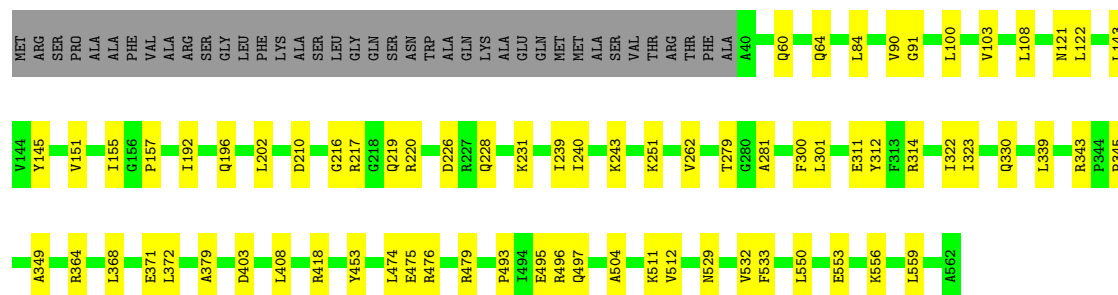 MET ARG SER PRO ALA ALA PHE VAL ALA ARG SER GLY LEU PHE LYS ALA SER LEU GLY GLN SER ASN TRP ALA GLN LYS ALA GLU GLN MET MET ALA SER VAL THR ARG THR PHE ALA A40 Q60 Q64 L84 V90 G91 L100 V103 L108 N121 L122 L143
V144 Y145 V151 I155 G156 P157 I192 Q196 L202 D210 G216 R217 G218 Q219 R220 D226 R227 Q228 K231 I239 I240 K243 K251 V262 T279 G280 A281 F300 L301 E311 Y312 F313 R314 I322 I323 Q330 L339 R343 P344
A349 R364 L368 E371 L372 A379 D403 L408 R418 Y453 L474 E475 R476 R479 P493 I494 E495 R496 Q497 A504 K511 V512 N529 V532 F533 L550 E553 K556 L559 A562